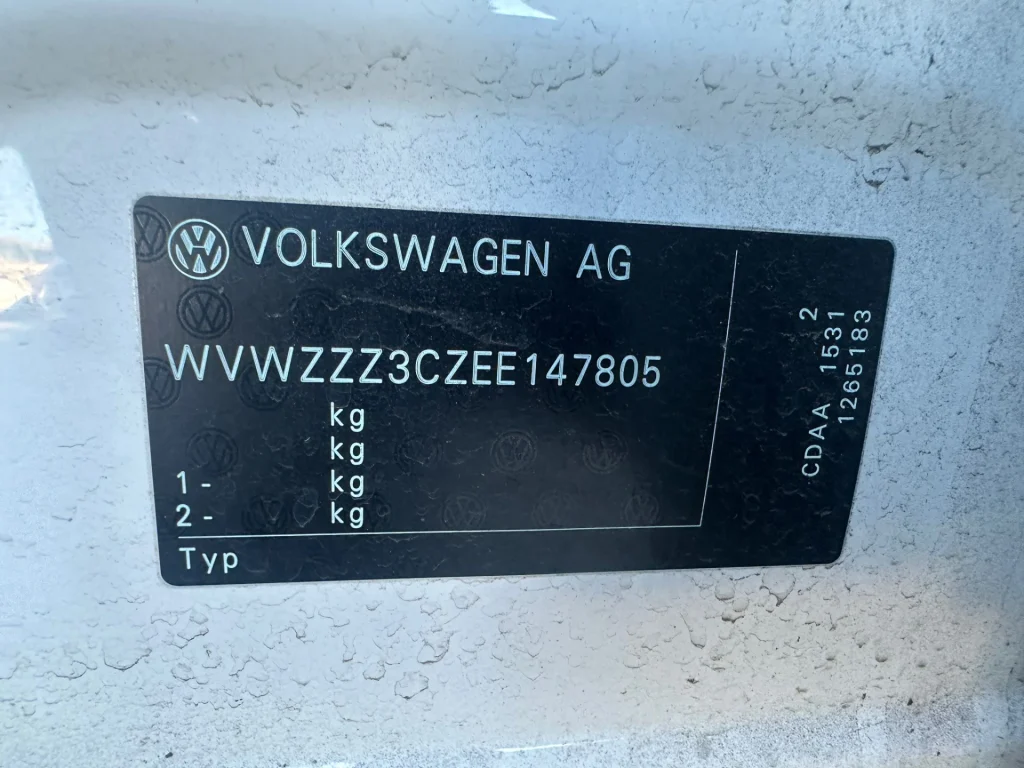 VOLKSWAGEN AG
WVWZZZ3CZEE147805
kg
kg
1- kg
2- kg
Typ
2
CDAA 1531
1265183